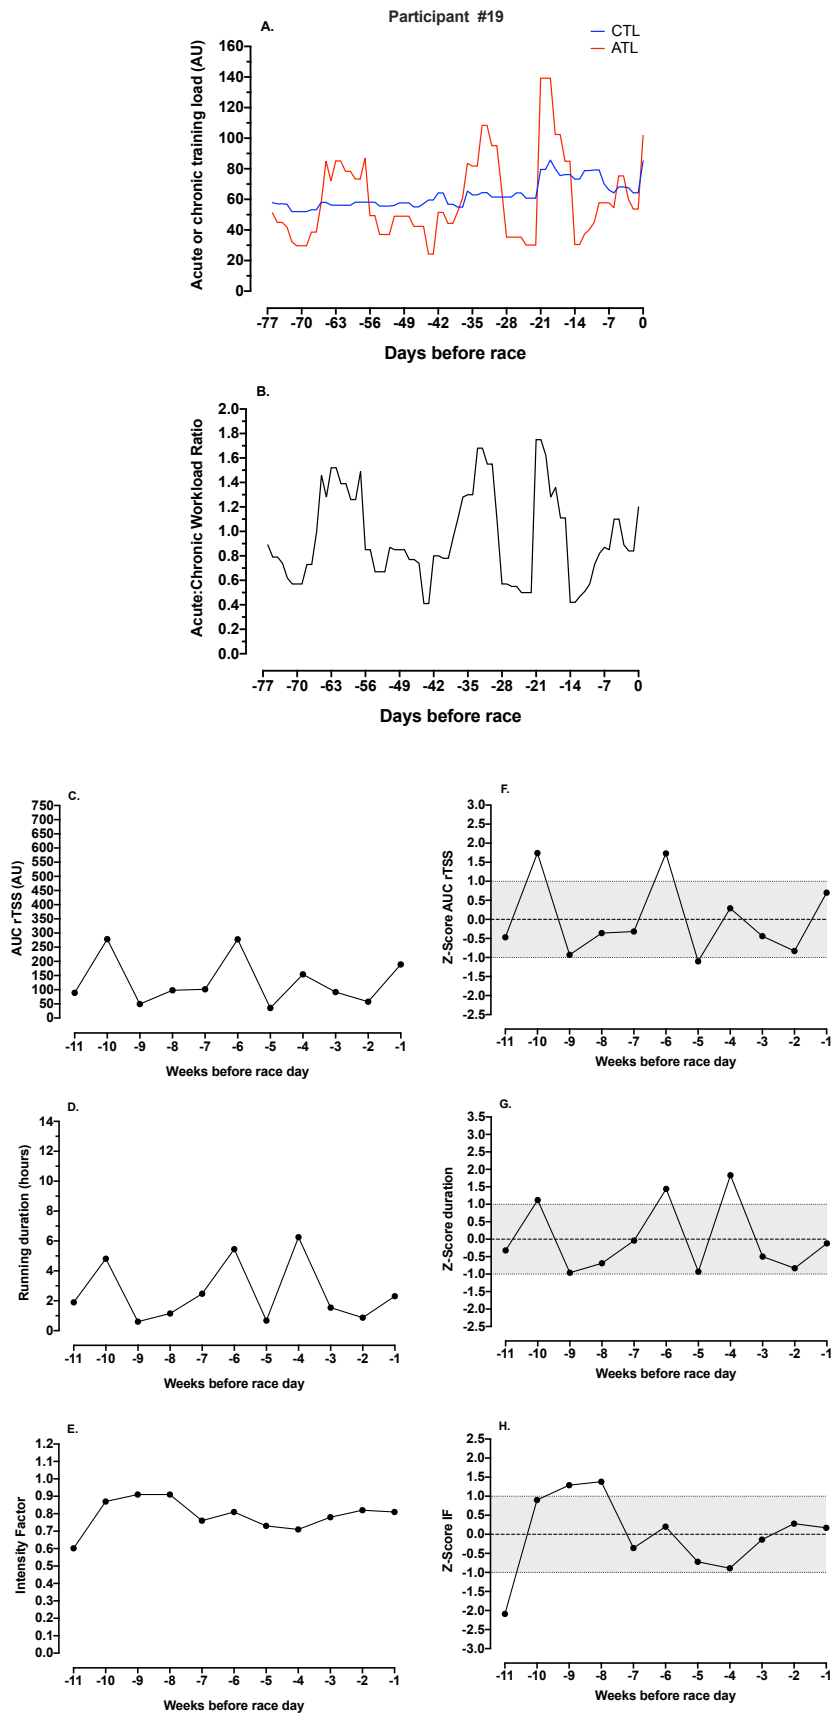 Participant #19
A.
CTL
ATL
Acute or chronic training load (AU)
160
140
120
100
80
60
40
20
0
-77 -70 -63 -56 -49 -42 -35 -28 -21 -14 -7 0
Days before race
B.
Acute:Chronic Workload Ratio
2.0
1.8
1.6
1.4
1.2
1.0
0.8
0.6
0.4
0.2
0.0
-77 -70 -63 -56 -49 -42 -35 -28 -21 -14 -7 0
Days before race
C.
AUC rTSS (AU)
750
700
650
600
550
500
450
400
350
300
250
200
150
100
50
0
-11 -10 -9 -8 -7 -6 -5 -4 -3 -2 -1
Weeks before race day
F.
Z-Score AUC rTSS
3.0
2.5
2.0
1.5
1.0
0.5
0.0
-0.5
-1.0
-1.5
-2.0
-2.5
-11 -10 -9 -8 -7 -6 -5 -4 -3 -2 -1
Weeks before race day
D.
Running duration (hours)
14
12
10
8
6
4
2
0
-11 -10 -9 -8 -7 -6 -5 -4 -3 -2 -1
Weeks before race day
G.
Z-Score duration
3.5
3.0
2.5
2.0
1.5
1.0
0.5
0.0
-0.5
-1.0
-1.5
-2.0
-2.5
-11 -10 -9 -8 -7 -6 -5 -4 -3 -2 -1
Weeks before race day
E.
Intensity Factor
1.2
1.1
1.0
0.9
0.8
0.7
0.6
0.5
0.4
0.3
0.2
0.1
0.0
-11 -10 -9 -8 -7 -6 -5 -4 -3 -2 -1
Weeks before race day
H.
Z-Score IF
2.5
2.0
1.5
1.0
0.5
0.0
-0.5
-1.0
-1.5
-2.0
-2.5
-3.0
-11 -10 -9 -8 -7 -6 -5 -4 -3 -2 -1
Weeks before race day